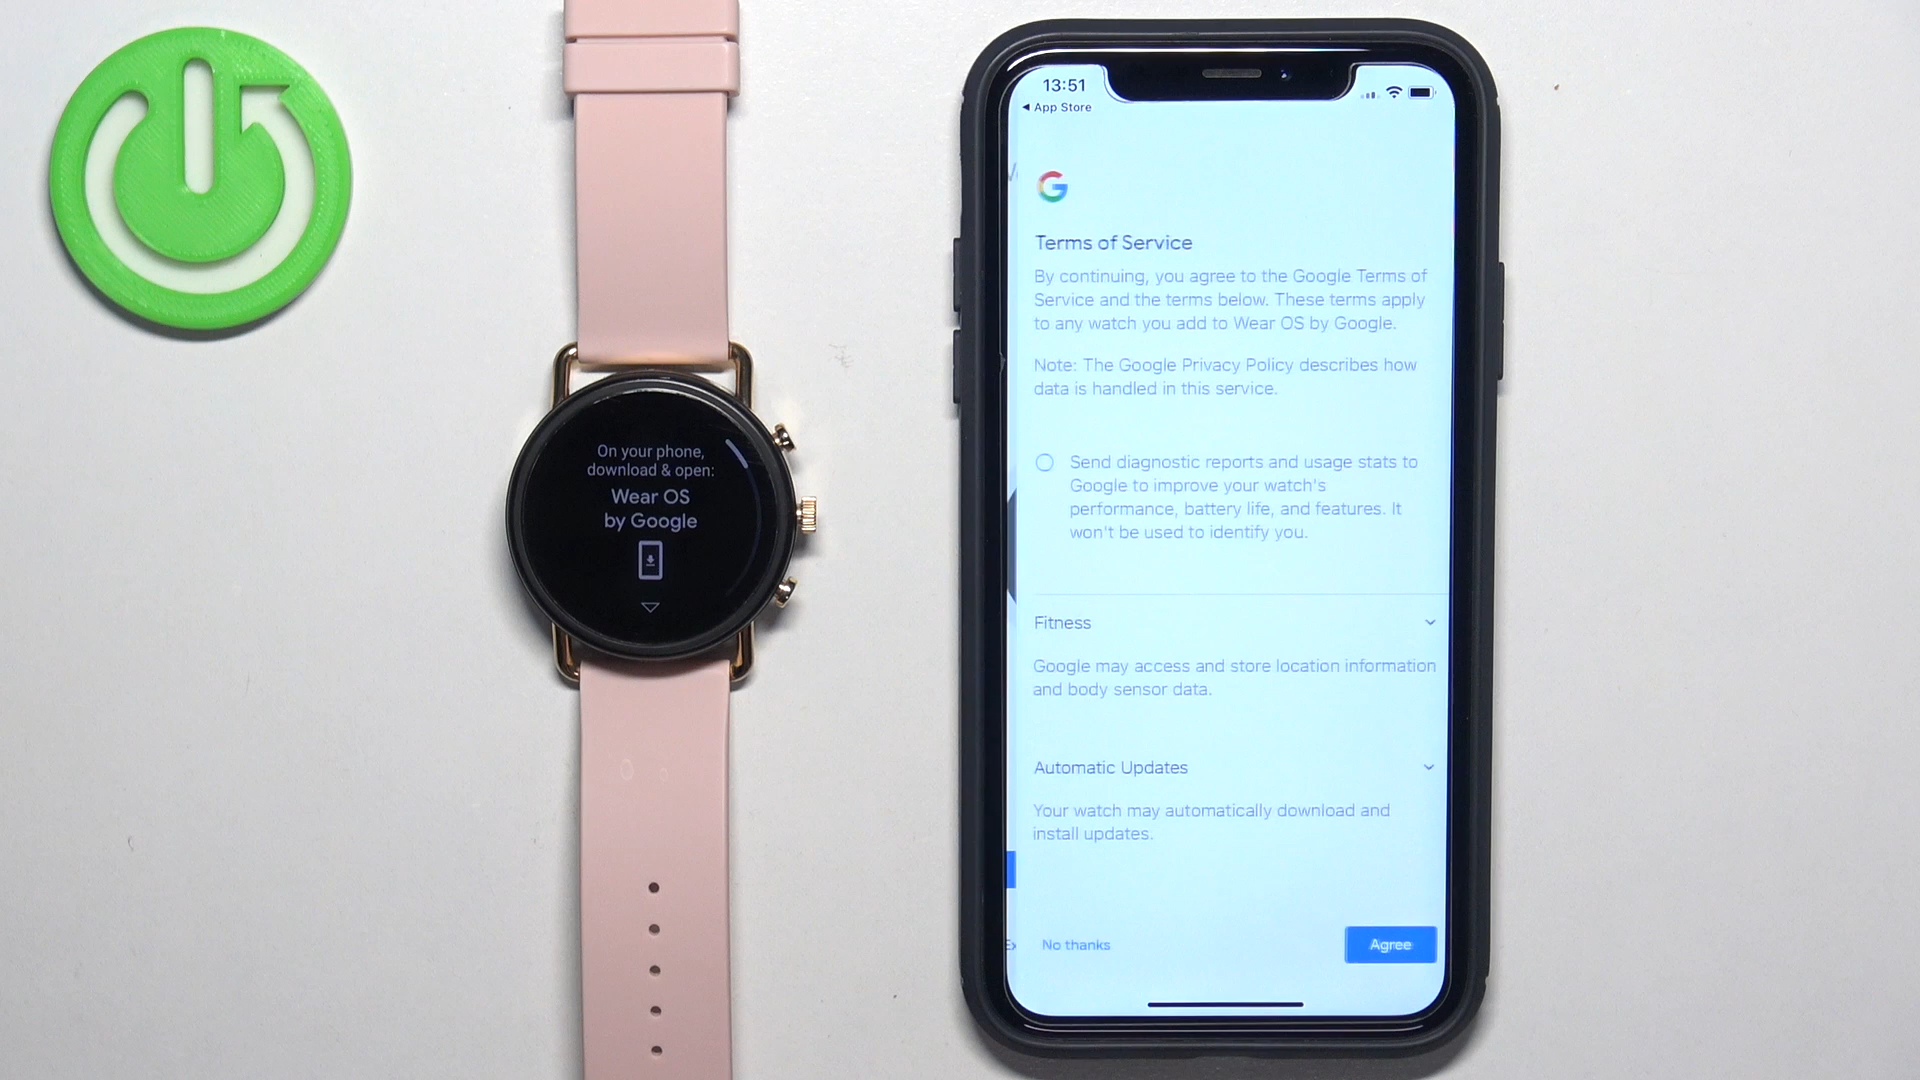 On your phone,
download & open:
Wear OS
by Google
13:51
◀ App Store
G
Terms of Service
By continuing, you agree to the Google Terms of
Service and the terms below. These terms apply
to any watch you add to Wear OS by Google.
Note: The Google Privacy Policy describes how
data is handled in this service.
Send diagnostic reports and usage stats to
Google to improve your watch's
performance, battery life, and features. It
won't be used to identify you.
Fitness
Google may access and store location information
and body sensor data.
Automatic Updates
Your watch may automatically download and
install updates.
No thanks
Agree